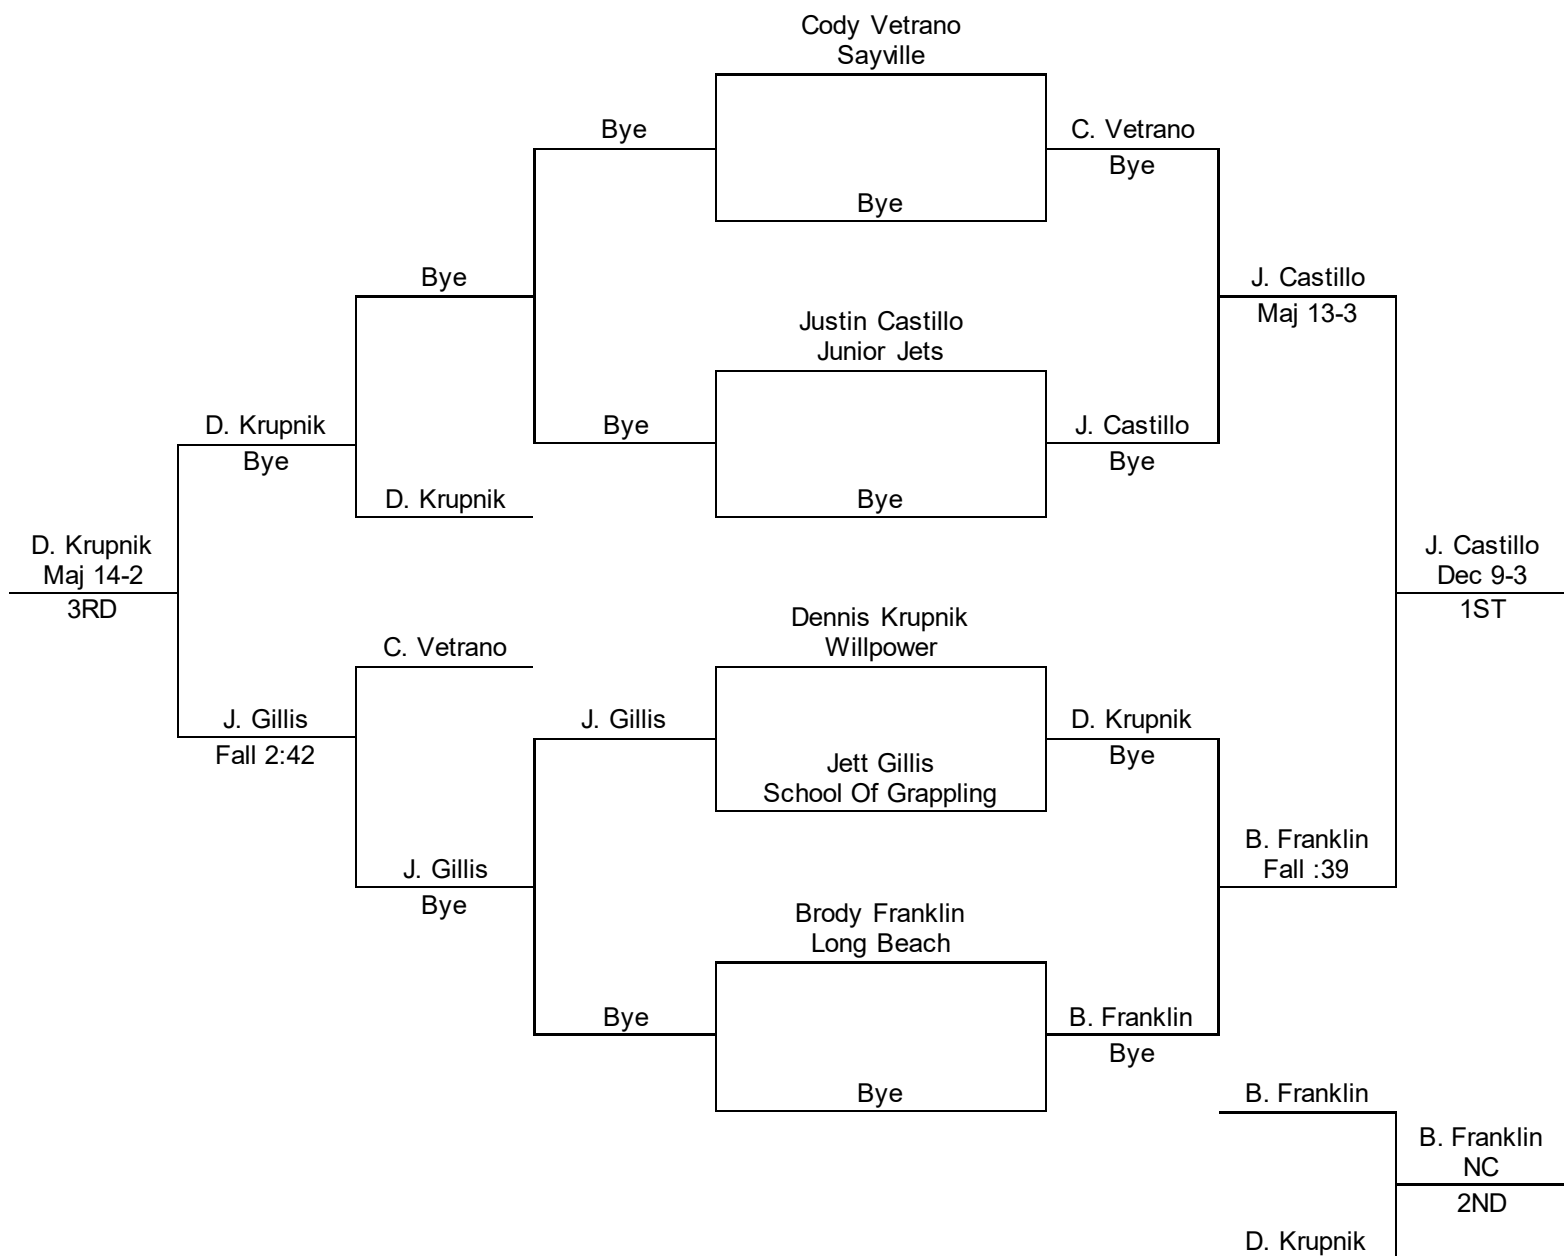 Cody Vetrano
Sayville
Bye
C. Vetrano
Bye
Bye
Bye
J. Castillo
Maj 13-3
Justin Castillo
Junior Jets
D. Krupnik
Bye
Bye
J. Castillo
Bye
D. Krupnik
Bye
D. Krupnik
Maj 14-2
3RD
J. Castillo
Dec 9-3
1ST
Dennis Krupnik
Willpower
C. Vetrano
J. Gillis
Fall 2:42
J. Gillis
D. Krupnik
Bye
Jett Gillis
School Of Grappling
J. Gillis
Bye
B. Franklin
Fall :39
Brody Franklin
Long Beach
Bye
B. Franklin
Bye
Bye
B. Franklin
B. Franklin
NC
2ND
D. Krupnik